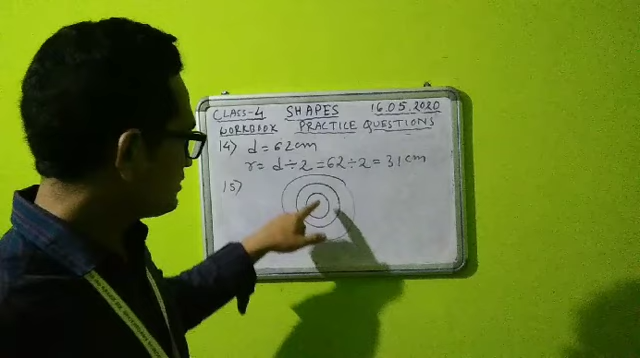 CLASS-4 SHAPES 16.05.2020
WORKBOOK PRACTICE QUESTIONS
14) d = 62cm
r = d ÷ 2 = 62 ÷ 2 = 31 cm
15)